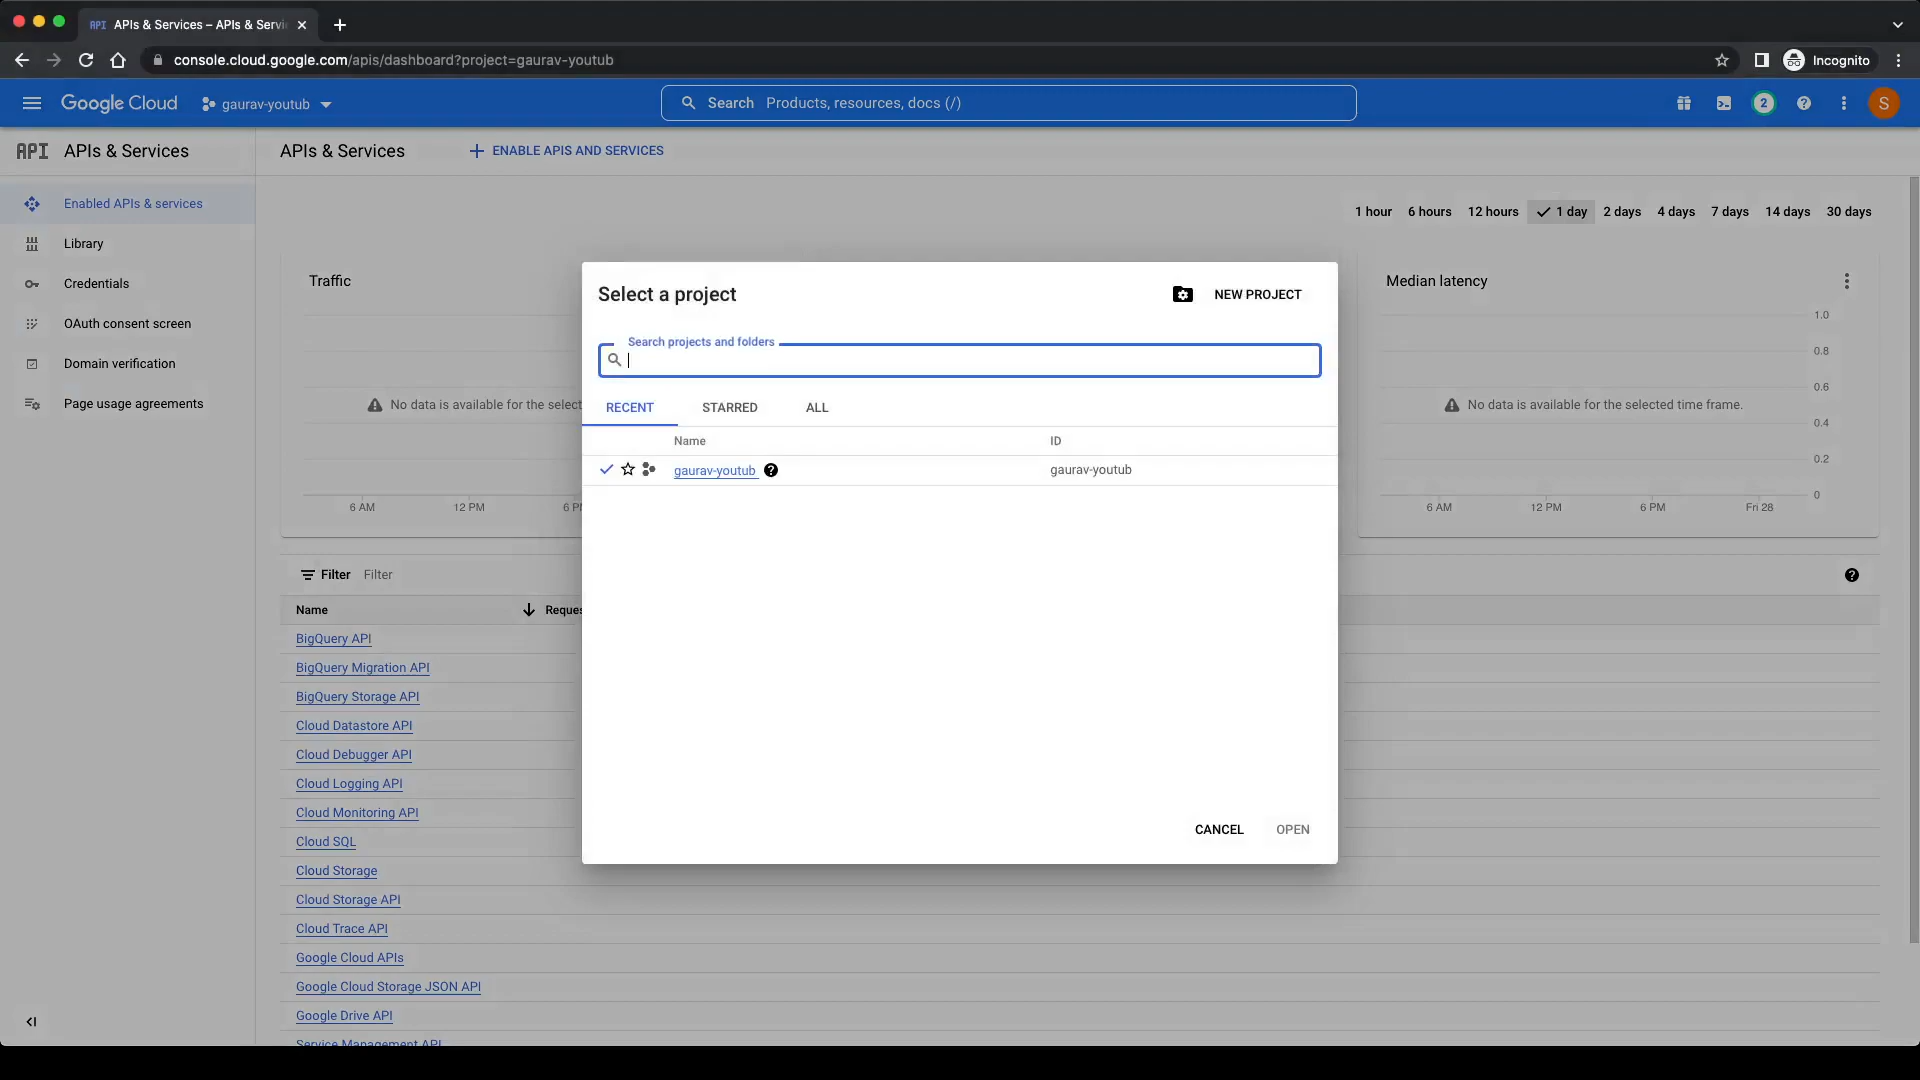 API APIs & Services – APIs & Servi
console.cloud.google.com/apis/dashboard?project=gaurav-youtub
Incognito
Google Cloud
gaurav-youtub
Search Products, resources, docs (/)
2
S
API APIs & Services
APIs & Services
ENABLE APIS AND SERVICES
Enabled APIs & services
Library
Credentials
OAuth consent screen
Domain verification
Page usage agreements
1 hour 6 hours 12 hours 1 day 2 days 4 days 7 days 14 days 30 days
Traffic
No data is available for the select
6 AM 12 PM 6 P
Select a project
NEW PROJECT
Search projects and folders
RECENT STARRED ALL
Name ID
gaurav-youtub gaurav-youtub
CANCEL OPEN
Median latency
1.0
0.8
0.6
No data is available for the selected time frame.
0.4
0.2
0
6 AM 12 PM 6 PM Fri 28
Filter Filter
Name Reques
BigQuery API
BigQuery Migration API
BigQuery Storage API
Cloud Datastore API
Cloud Debugger API
Cloud Logging API
Cloud Monitoring API
Cloud SQL
Cloud Storage
Cloud Storage API
Cloud Trace API
Google Cloud APIs
Google Cloud Storage JSON API
Google Drive API
Service Management API